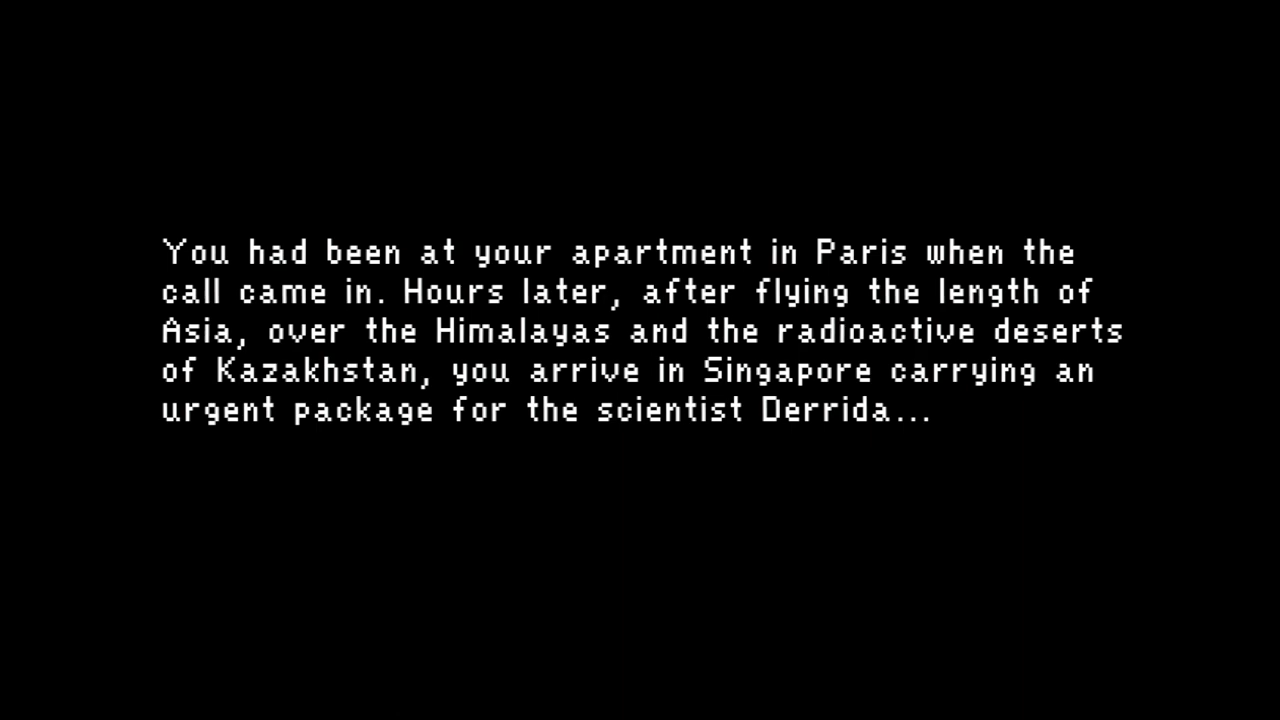 You had been at your apartment in Paris when the
call came in. Hours later, after flying the length of
Asia, over the Himalayas and the radioactive deserts
of Kazakhstan, you arrive in Singapore carrying an
urgent package for the scientist Derrida...